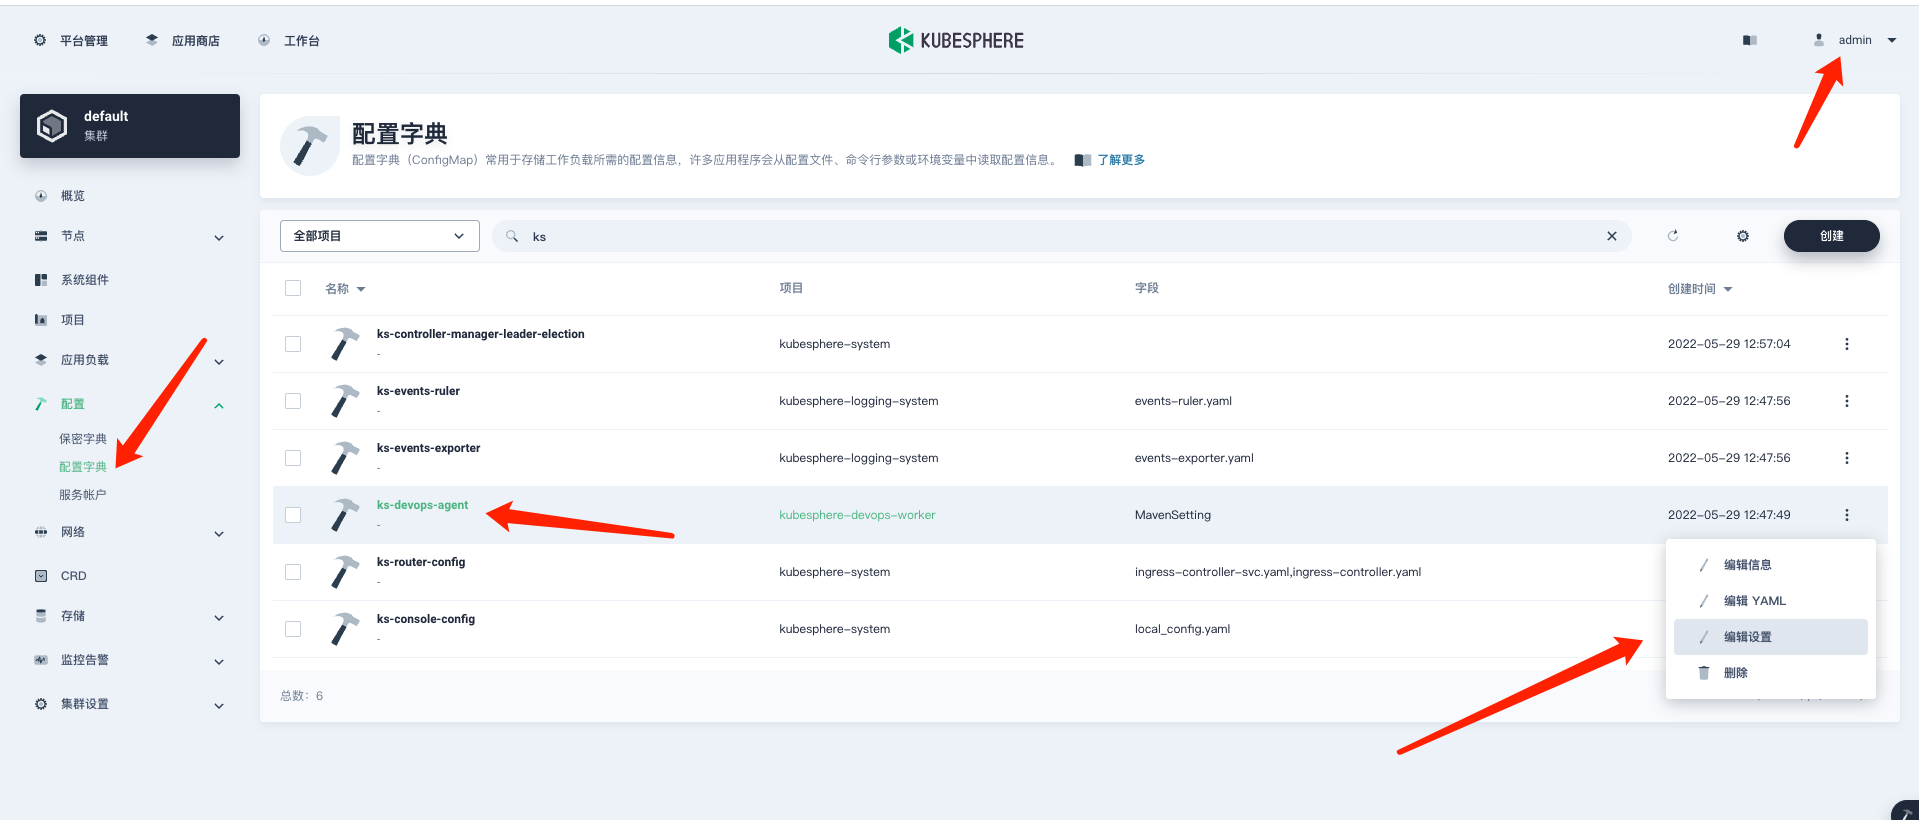 平台管理
应用商店
工作台
KUBESPHERE
admin
default
集群
概览
节点
系统组件
项目
应用负载
配置
保密字典
配置字典
服务帐户
网络
CRD
存储
监控告警
集群设置
配置字典
配置字典（ConfigMap）常用于存储工作负载所需的配置信息，许多应用程序会从配置文件、命令行参数或环境变量中读取配置信息。 了解更多
全部项目
ks
创建
名称 项目 字段 创建时间
ks-controller-manager-leader-election
-
kubesphere-system
2022-05-29 12:57:04
ks-events-ruler
-
kubesphere-logging-system
events-ruler.yaml
2022-05-29 12:47:56
ks-events-exporter
-
kubesphere-logging-system
events-exporter.yaml
2022-05-29 12:47:56
ks-devops-agent
-
kubesphere-devops-worker
MavenSetting
2022-05-29 12:47:49
ks-router-config
-
kubesphere-system
ingress-controller-svc.yaml,ingress-controller.yaml
ks-console-config
-
kubesphere-system
local_config.yaml
编辑信息
编辑 YAML
编辑设置
删除
总数：6